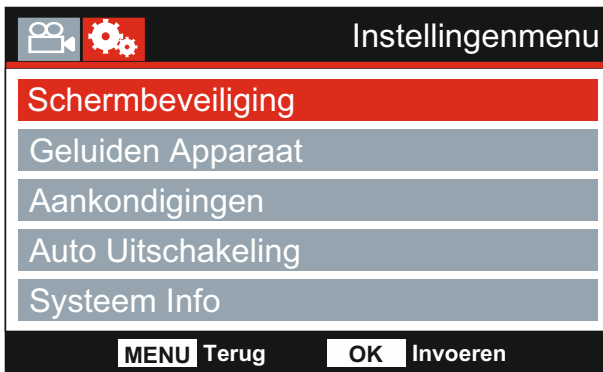 Instellingenmenu
Schermbeveiliging
Geluiden Apparaat
Aankondigingen
Auto Uitschakeling
Systeem Info
MENU Terug OK Invoeren